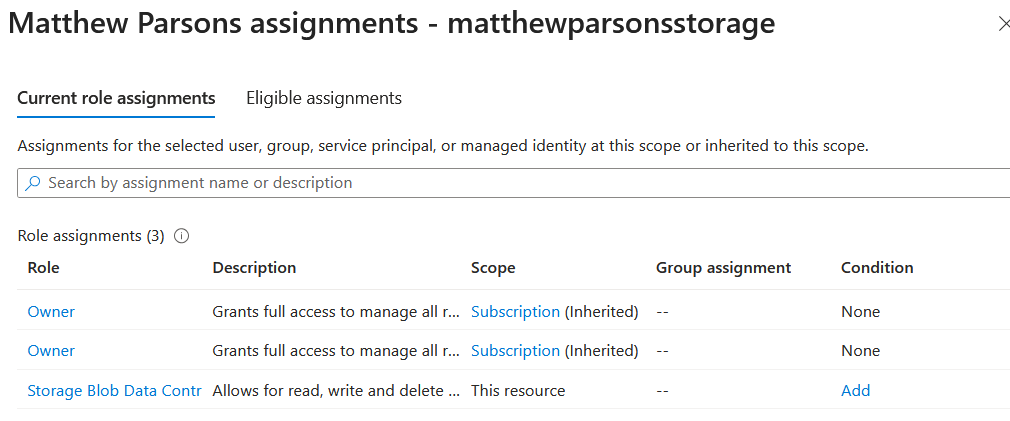 Matthew Parsons assignments - matthewparsonsstorage
Current role assignments Eligible assignments
Assignments for the selected user, group, service principal, or managed identity at this scope or inherited to this scope.
Search by assignment name or description
Role assignments (3)
Role Description Scope Group assignment Condition
Owner Grants full access to manage all r... Subscription (Inherited) -- None
Owner Grants full access to manage all r... Subscription (Inherited) -- None
Storage Blob Data Contr Allows for read, write and delete ... This resource -- Add